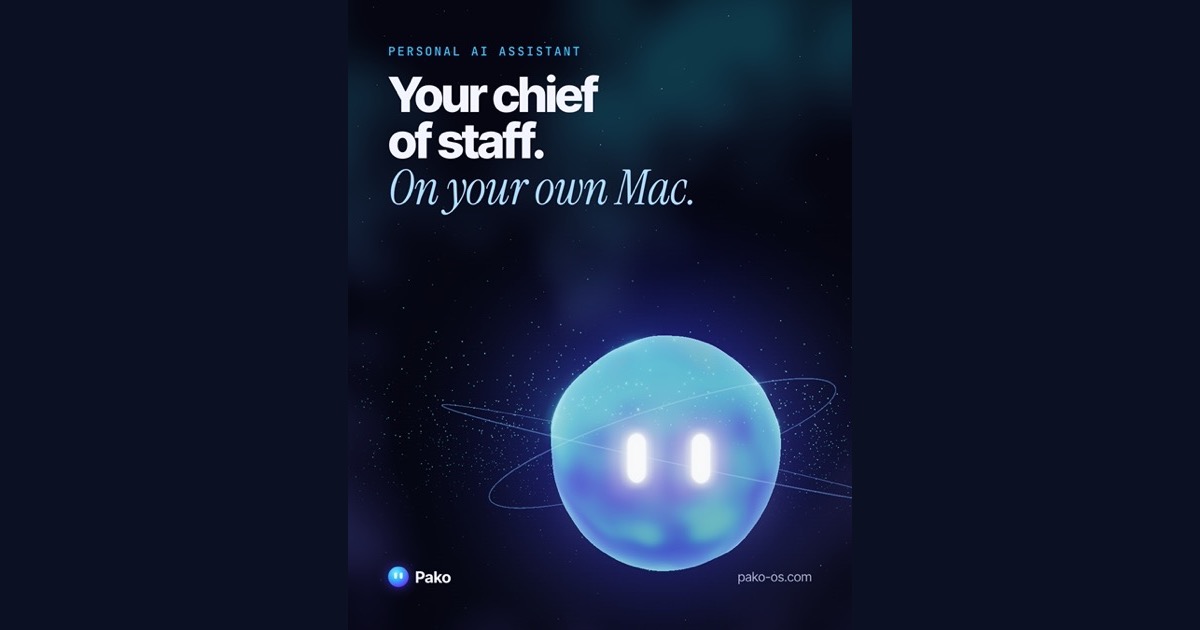 PERSONAL AI ASSISTANT
Your chief
of staff.
On your own Mac.
Pako
pako-os.com